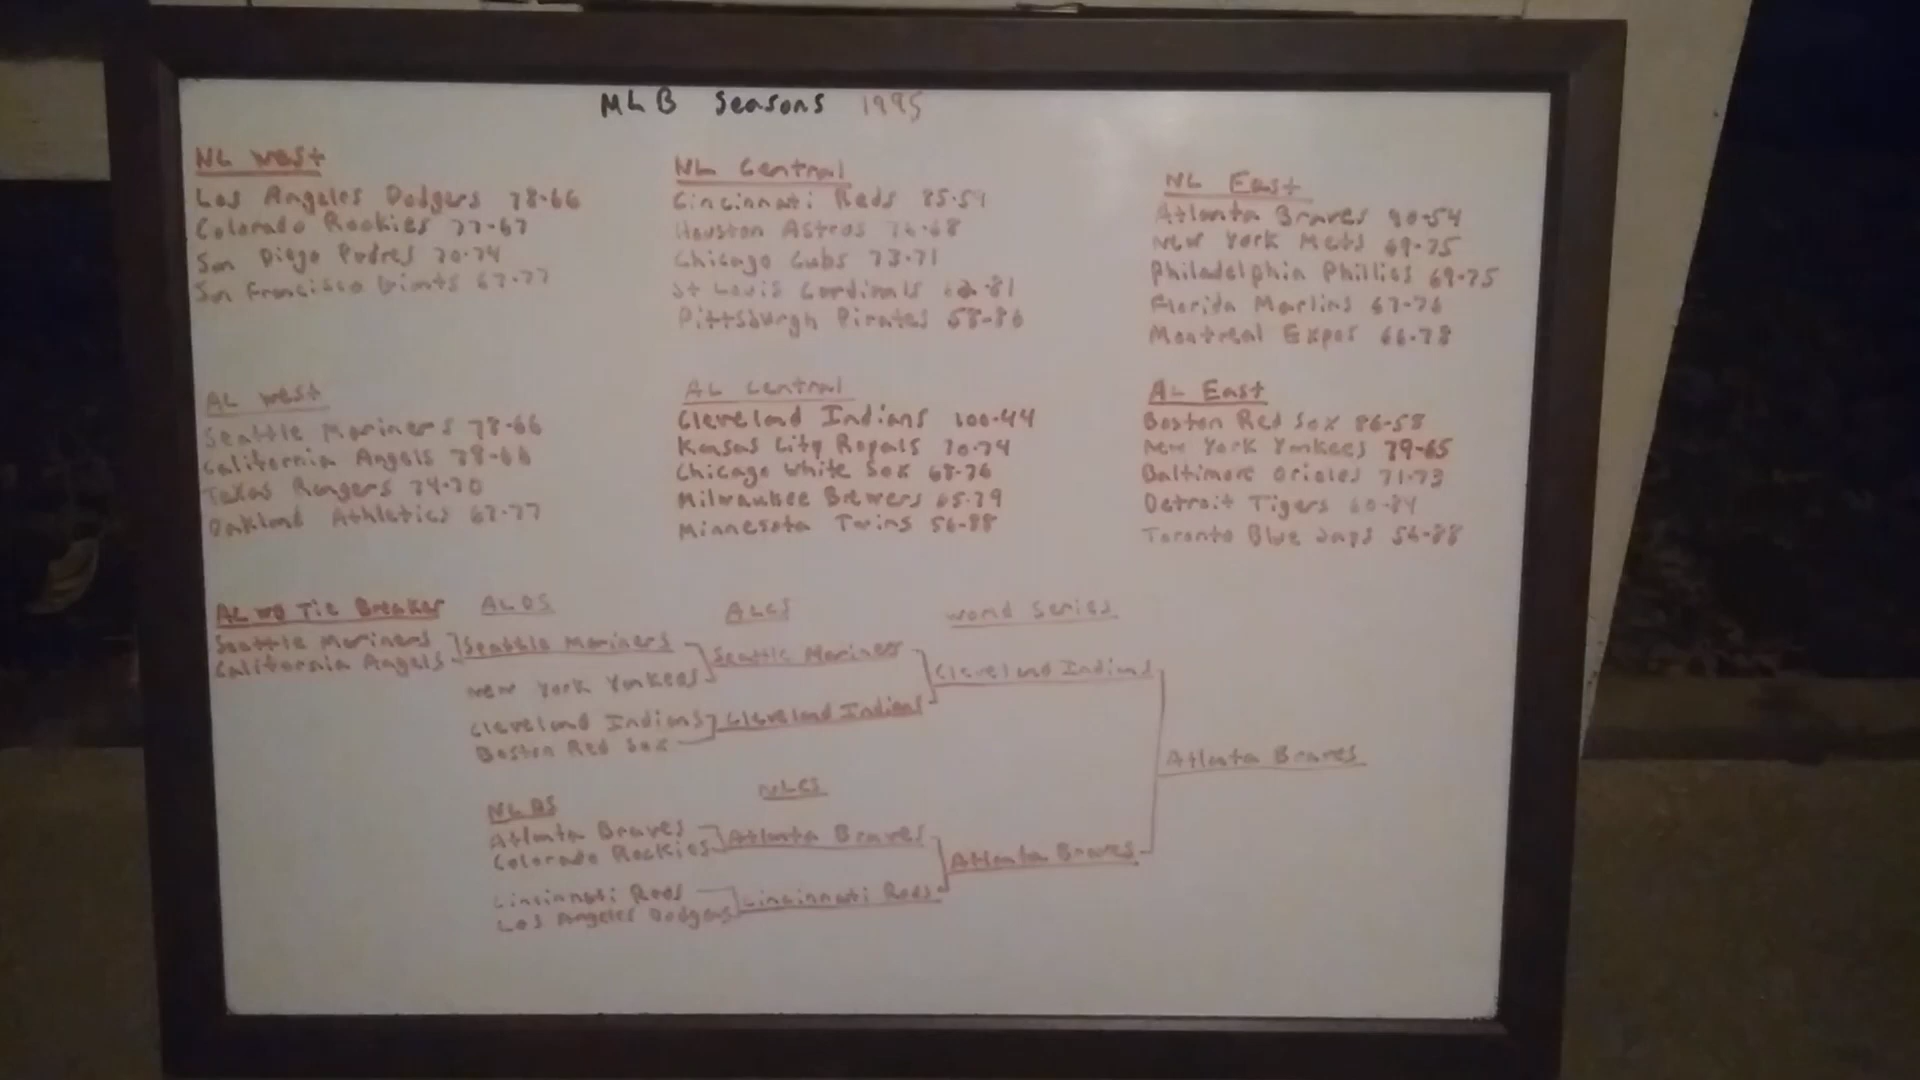 MLB Seasons 1995
NL West
Los Angeles Dodgers 78-66
Colorado Rockies 77-67
San Diego Padres 70-74
San Francisco Giants 67-77
NL Central
Cincinnati Reds 85-59
Houston Astros 76-68
Chicago Cubs 73-71
St Louis Cardinals 62-81
Pittsburgh Pirates 58-86
NL East
Atlanta Braves 90-54
New York Mets 69-75
Philadelphia Phillies 69-75
Florida Marlins 67-76
Montreal Expos 66-78
AL West
Seattle Mariners 78-66
California Angels 78-66
Texas Rangers 74-70
Oakland Athletics 67-77
AL Central
Cleveland Indians 100-44
Kansas City Royals 70-74
Chicago White Sox 68-76
Milwaukee Brewers 65-79
Minnesota Twins 56-88
AL East
Boston Red Sox 86-58
New York Yankees 79-65
Baltimore Orioles 71-73
Detroit Tigers 60-84
Toronto Blue Jays 56-88
AL Tie Breaker
Seattle Mariners
California Angels
ALDS
Seattle Mariners
New York Yankees
Cleveland Indians
Boston Red Sox
ALCS
Seattle Mariners
Cleveland Indians
World Series
Cleveland Indians
Atlanta Braves
NLDS
Atlanta Braves
Colorado Rockies
Cincinnati Reds
Los Angeles Dodgers
NLCS
Atlanta Braves
Cincinnati Reds
Atlanta Braves